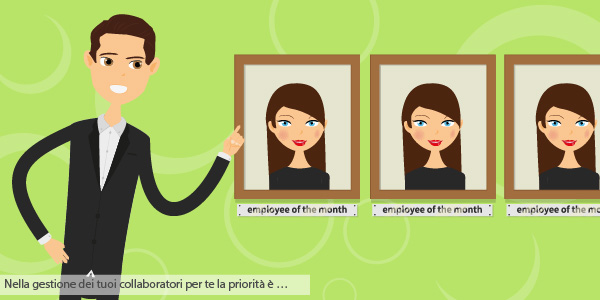 employee of the month
employee of the month
employee of the mo
Nella gestione dei tuoi collaboratori per te la priorità è ...